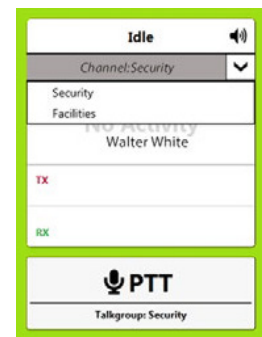 Idle
Channel:Security
Security
Facilities
No Activity
Walter White
TX
RX
PTT
Talkgroup: Security